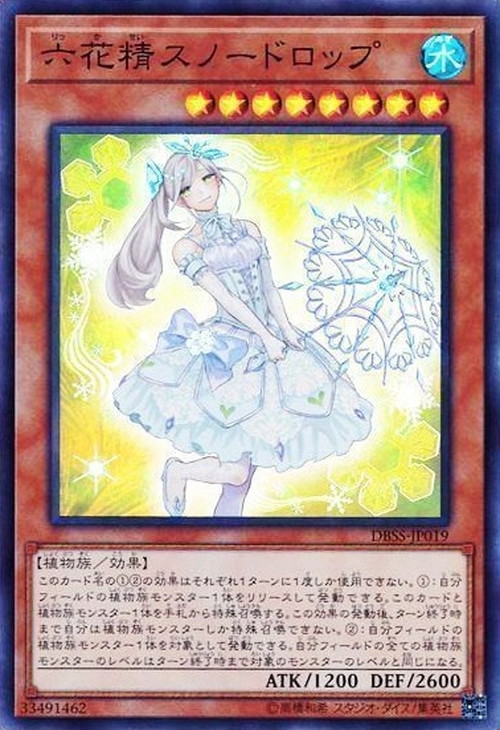 六花精スノードロップ
水
DBSS-JP019
【植物族/効果】
このカード名の①②の効果はそれぞれ1ターンに1度しか使用できない。①:自分
フィールドの植物族モンスター1体をリリースして発動できる。このカードと
植物族モンスター1体を手札から特殊召喚する。この効果の発動後、ターン終了
時まで自分は植物族モンスターしか特殊召喚できない。②:自分フィールドの
植物族モンスター1体を対象として発動できる。自分フィールドの全ての植物族
モンスターのレベルはターン終了時まで対象のモンスターのレベルと同じになる。
ATK/1200 DEF/2600
33491462 ©高橋和希 スタジオ・ダイス/集英社